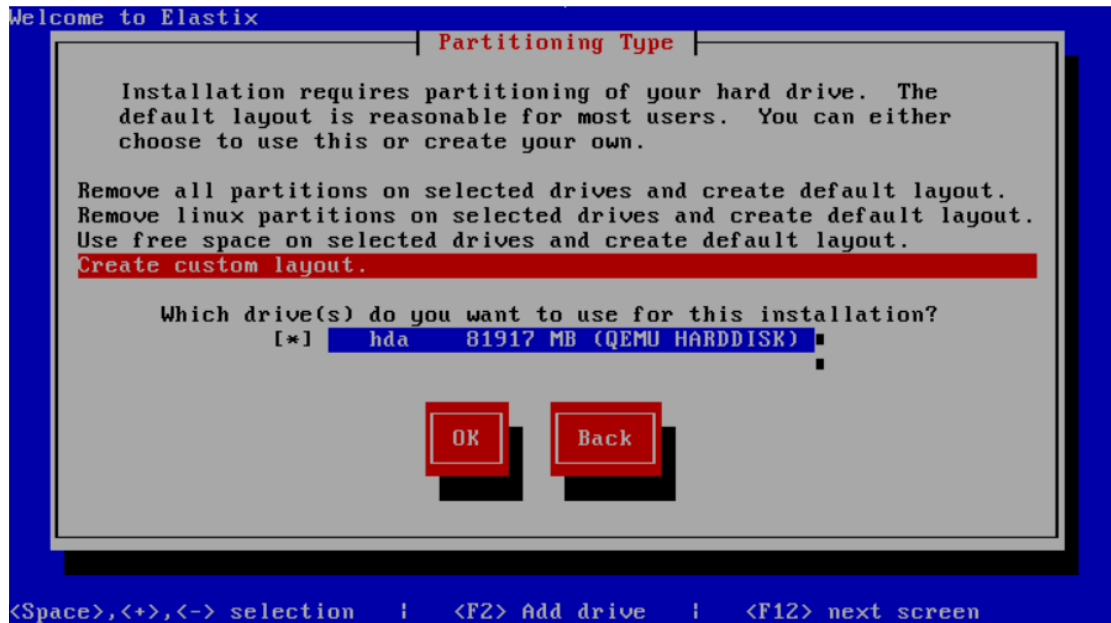 Welcome to Elastix
Partitioning Type
Installation requires partitioning of your hard drive.  The
default layout is reasonable for most users.  You can either
choose to use this or create your own.
Remove all partitions on selected drives and create default layout.
Remove linux partitions on selected drives and create default layout.
Use free space on selected drives and create default layout.
Create custom layout.
Which drive(s) do you want to use for this installation?
[*]   hda    81917 MB (QEMU HARDDISK)
OK   Back
<Space>,<+>,<-> selection   |   <F2> Add drive   |   <F12> next screen